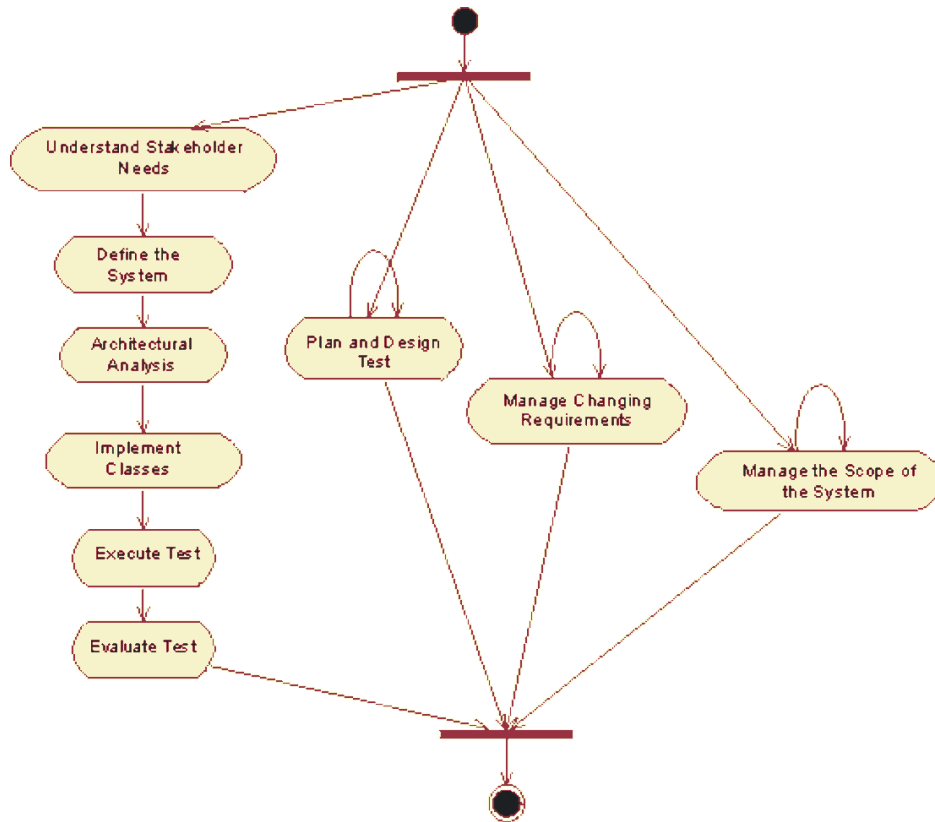 Understand Stakeholder
Needs
Define the
System
Architectural
Analysis
Implement
Classes
Execute Test
Evaluate Test
Plan and Design
Test
Manage Changing
Requirements
Manage the Scope of
the System